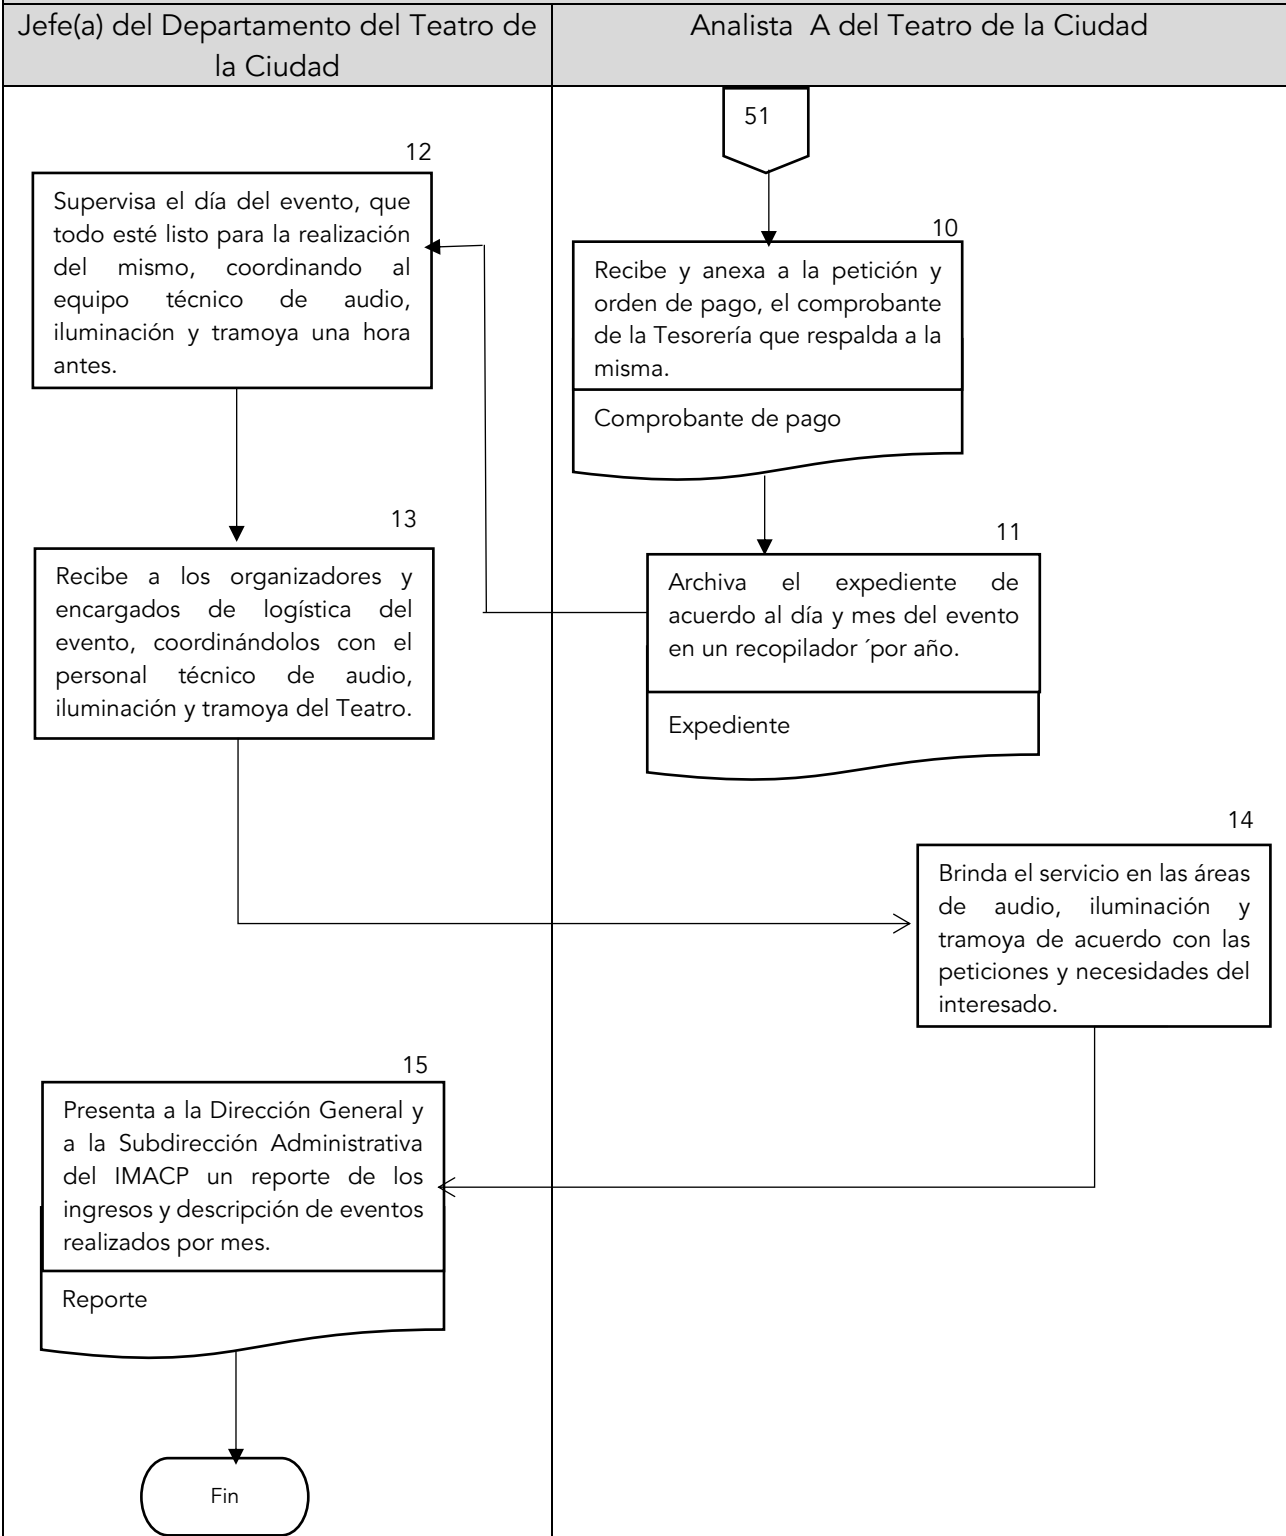 Jefe(a) del Departamento del Teatro de
la Ciudad
Analista A del Teatro de la Ciudad
51
10
Recibe y anexa a la petición y
orden de pago, el comprobante
de la Tesorería que respalda a la
misma.
Comprobante de pago
11
Archiva el expediente de
acuerdo al día y mes del evento
en un recopilador ´por año.
Expediente
12
Supervisa el día del evento, que
todo esté listo para la realización
del mismo, coordinando al
equipo técnico de audio,
iluminación y tramoya una hora
antes.
13
Recibe a los organizadores y
encargados de logística del
evento, coordinándolos con el
personal técnico de audio,
iluminación y tramoya del Teatro.
14
Brinda el servicio en las áreas
de audio, iluminación y
tramoya de acuerdo con las
peticiones y necesidades del
interesado.
15
Presenta a la Dirección General y
a la Subdirección Administrativa
del IMACP un reporte de los
ingresos y descripción de eventos
realizados por mes.
Reporte
Fin